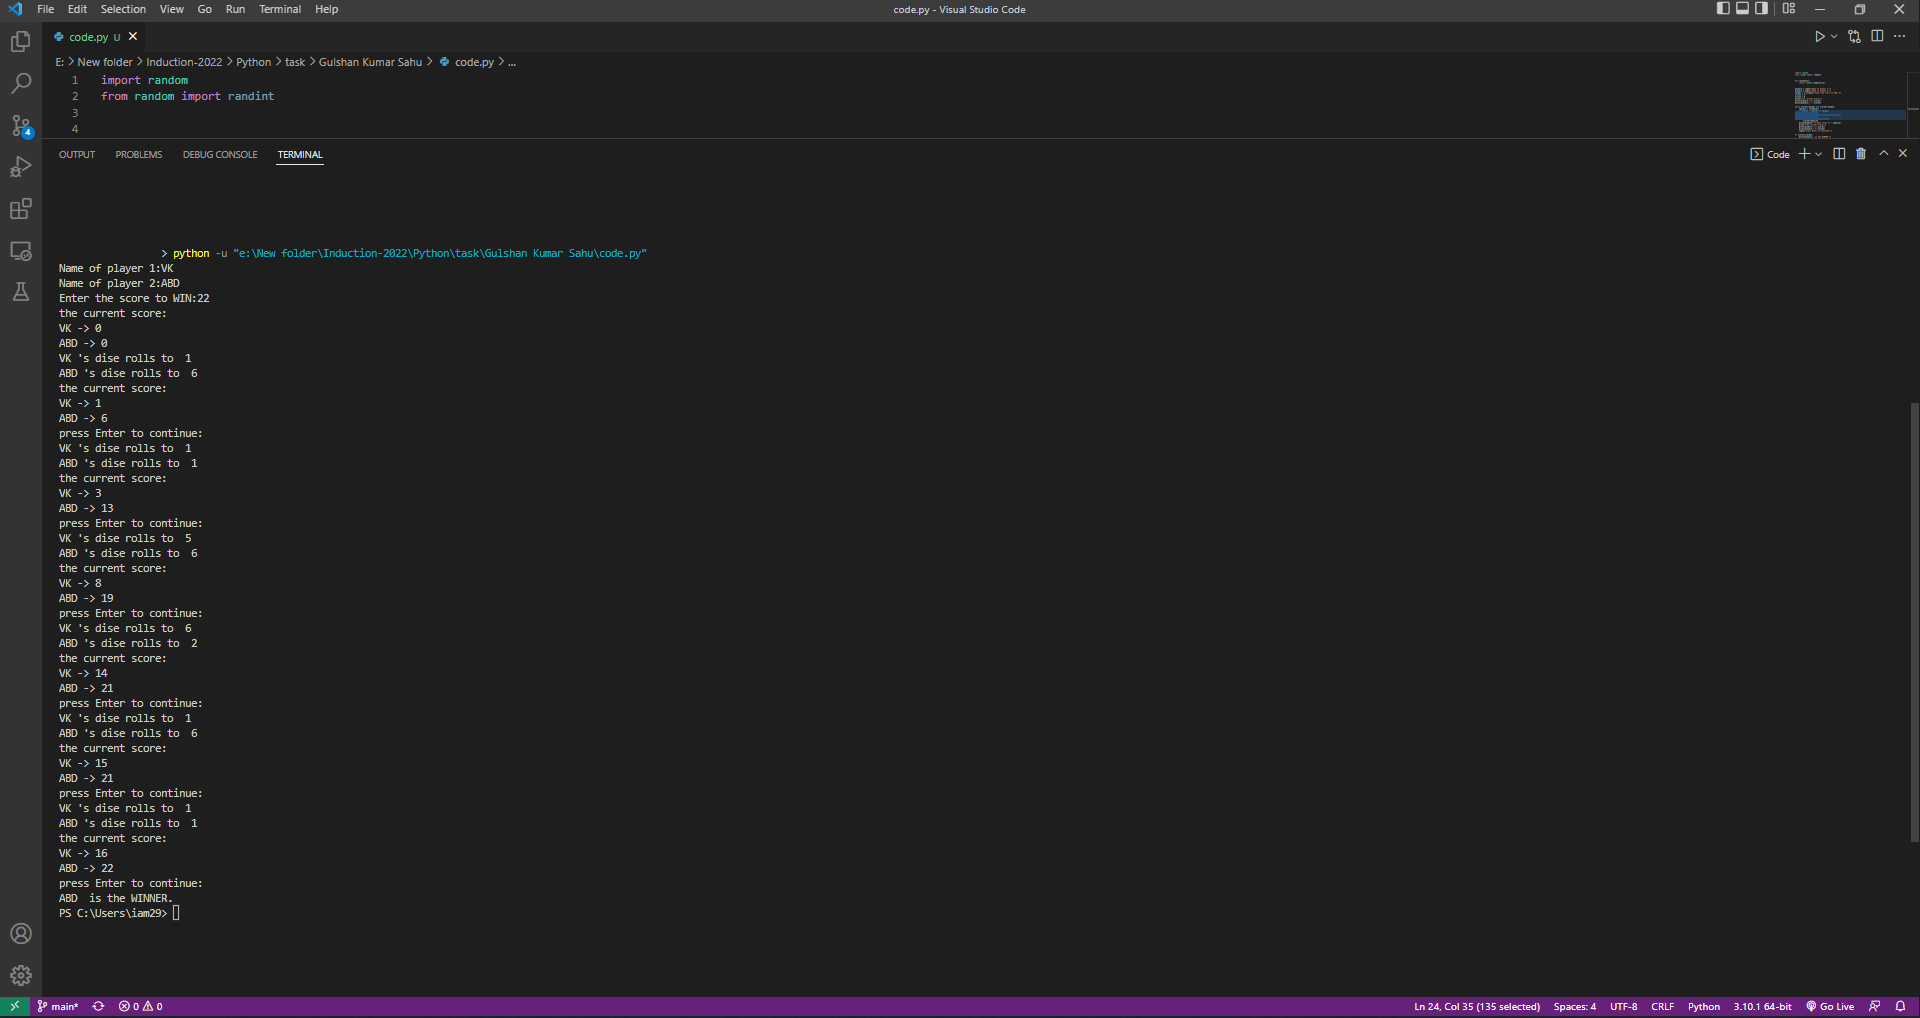 File Edit Selection View Go Run Terminal Help
code.py - Visual Studio Code
code.py U
E: > New folder > Induction-2022 > Python > task > Gulshan Kumar Sahu > code.py > ...
1 import random
2 from random import randint
3
4
OUTPUT PROBLEMS DEBUG CONSOLE TERMINAL
Code
> python -u "e:\New folder\Induction-2022\Python\task\Gulshan Kumar Sahu\code.py"
Name of player 1:VK
Name of player 2:ABD
Enter the score to WIN:22
the current score:
VK -> 0
ABD -> 0
VK 's dise rolls to  1
ABD 's dise rolls to  6
the current score:
VK -> 1
ABD -> 6
press Enter to continue:
VK 's dise rolls to  1
ABD 's dise rolls to  1
the current score:
VK -> 3
ABD -> 13
press Enter to continue:
VK 's dise rolls to  5
ABD 's dise rolls to  6
the current score:
VK -> 8
ABD -> 19
press Enter to continue:
VK 's dise rolls to  6
ABD 's dise rolls to  2
the current score:
VK -> 14
ABD -> 21
press Enter to continue:
VK 's dise rolls to  1
ABD 's dise rolls to  6
the current score:
VK -> 15
ABD -> 21
press Enter to continue:
VK 's dise rolls to  1
ABD 's dise rolls to  1
the current score:
VK -> 16
ABD -> 22
press Enter to continue:
ABD  is the WINNER.
PS C:\Users\iam29>
4
main* 0 0
Ln 24, Col 35 (135 selected) Spaces: 4 UTF-8 CRLF Python 3.10.1 64-bit Go Live